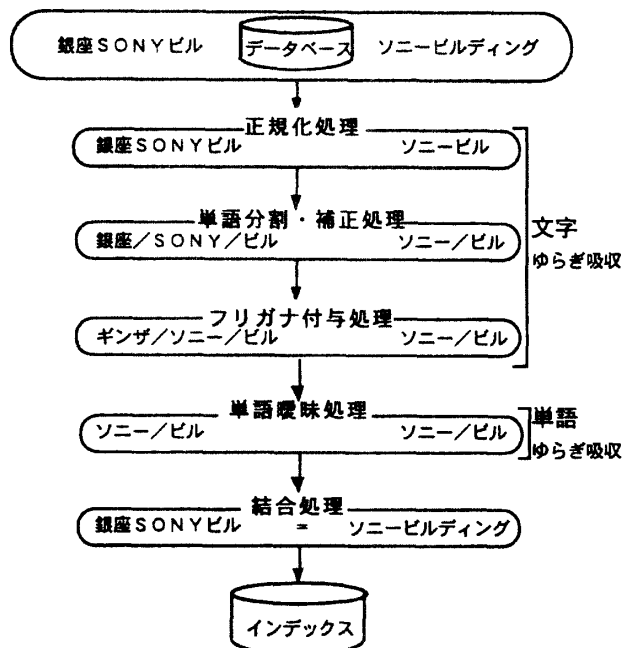 銀座SONYビル データベース ソニービルディング
正規化処理
銀座SONYビル ソニービル
単語分割・補正処理
銀座／SONY／ビル ソニー／ビル
文字
ゆらぎ吸収
フリガナ付与処理
ギンザ／ソニー／ビル ソニー／ビル
単語曖昧処理
ソニー／ビル ソニー／ビル
単語
ゆらぎ吸収
結合処理
銀座SONYビル = ソニービルディング
インデックス